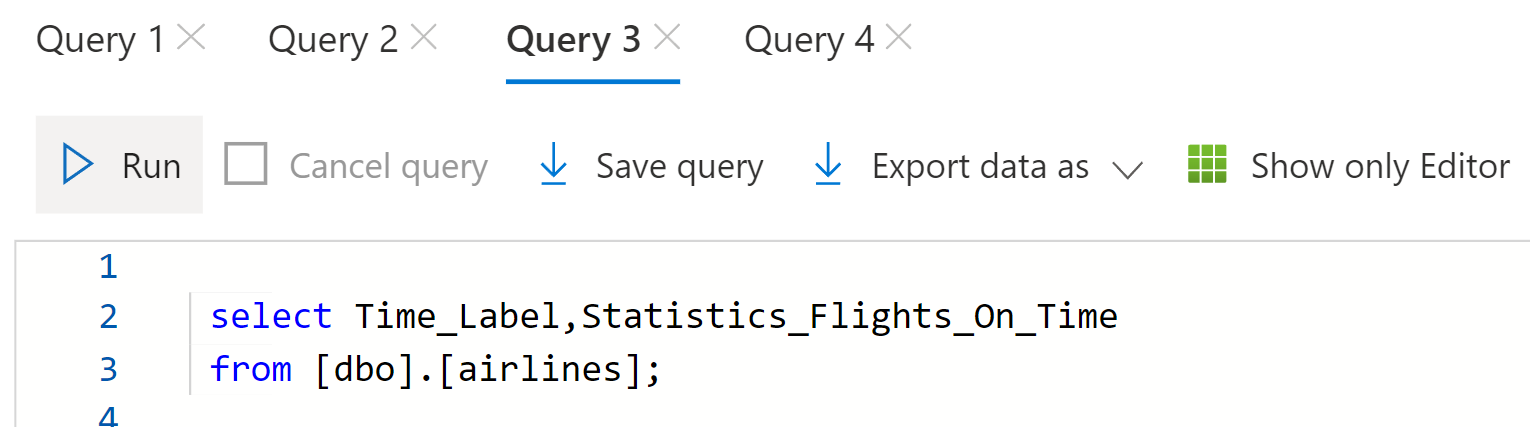 Query 1 Query 2 Query 3 Query 4
Run Cancel query Save query Export data as Show only Editor
1
2 select Time_Label,Statistics_Flights_On_Time
3 from [dbo].[airlines];
4